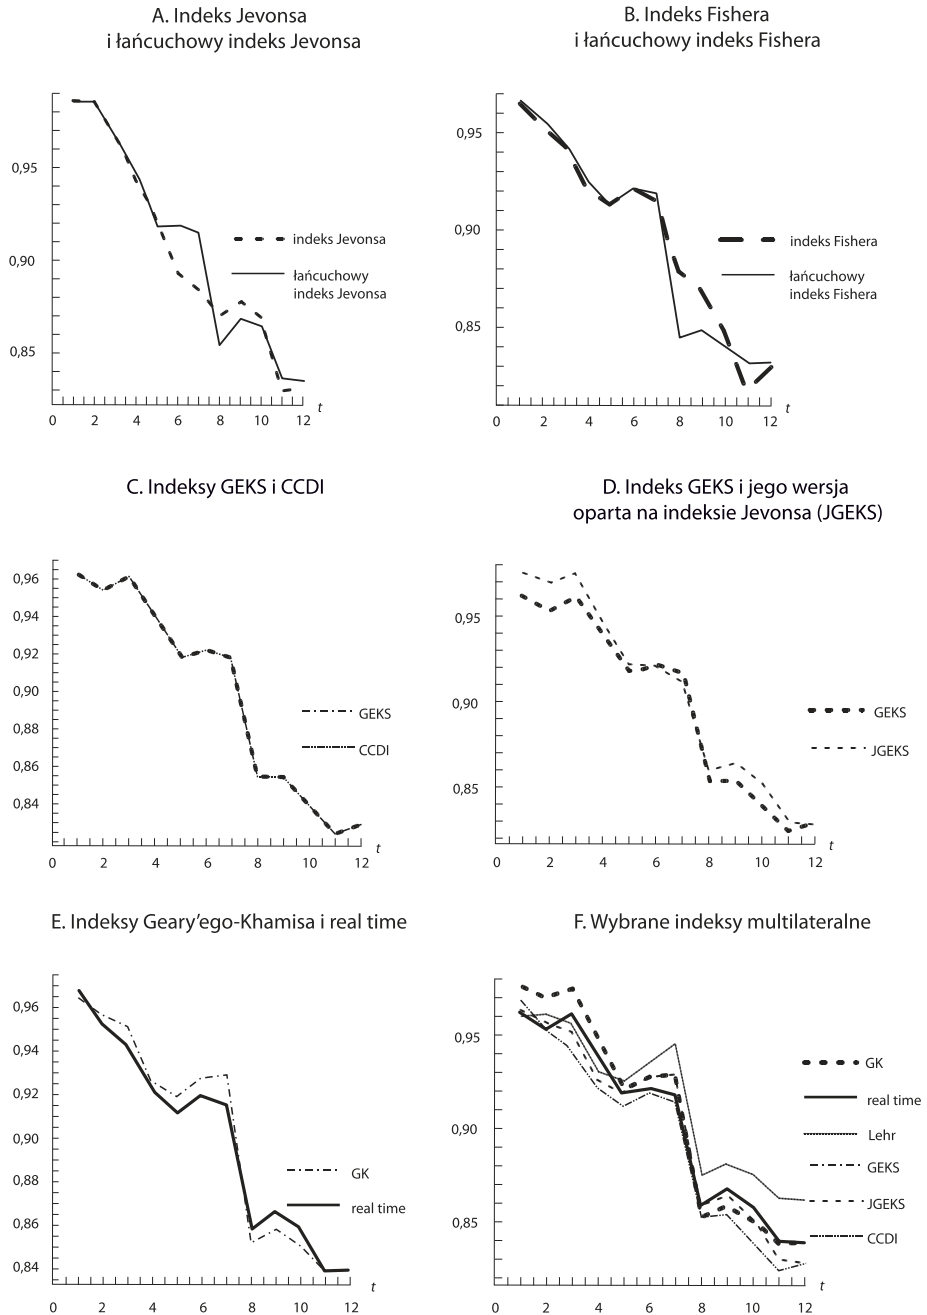 A. Indeks Jevonsa
i łańcuchowy indeks Jevonsa
0,95
0,90
0,85
indeks Jevonsa
łańcuchowy
indeks Jevonsa
t
0 2 4 6 8 10 12
B. Indeks Fishera
i łańcuchowy indeks Fishera
0,95
0,90
0,85
indeks Fishera
łańcuchowy
indeks Fishera
t
0 2 4 6 8 10 12
C. Indeksy GEKS i CCDI
0,96
0,94
0,92
0,90
0,88
0,86
0,84
GEKS
CCDI
t
0 2 4 6 8 10 12
D. Indeks GEKS i jego wersja
oparta na indeksie Jevonsa (JGEKS)
0,95
0,90
0,85
GEKS
JGEKS
t
0 2 4 6 8 10 12
E. Indeksy Geary’ego-Khamisa i real time
0,96
0,94
0,92
0,90
0,88
0,86
0,84
GK
real time
t
0 2 4 6 8 10 12
F. Wybrane indeksy multilateralne
0,95
0,90
0,85
GK
real time
Lehr
GEKS
JGEKS
CCDI
t
0 2 4 6 8 10 12